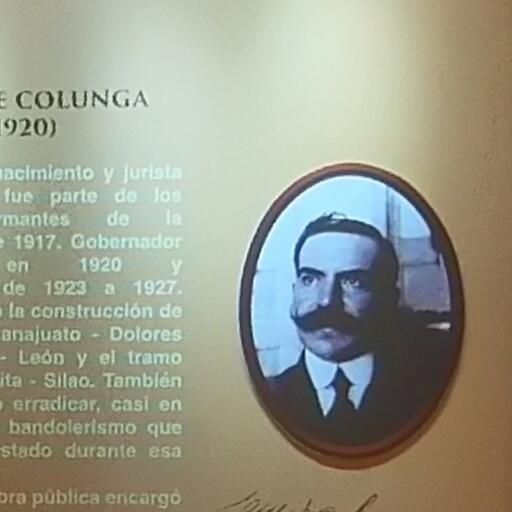 E COLUNGA
1920)
nacimiento y jurista
fue parte de los
rmantes de la
e 1917. Gobernador
en 1920 y
de 1923 a 1927.
ó la construcción de
anajuato - Dolores
- León y el tramo
ita - Silao. También
o erradicar, casi en
bandolerismo que
stado durante esa
bra pública encargó